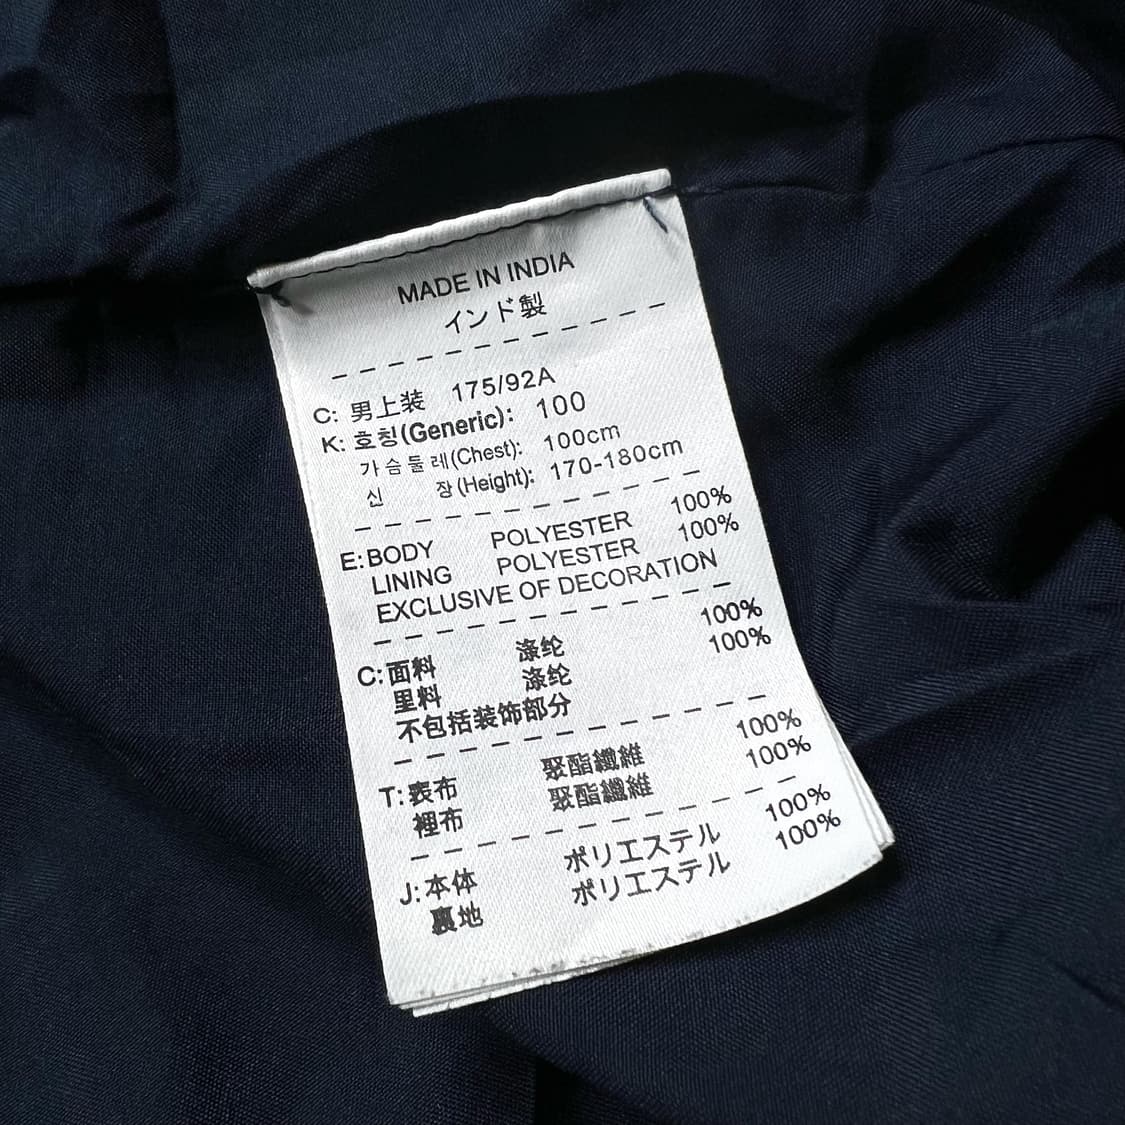 MADE IN INDIA
インド製
C: 男上装 175/92A
K: 호칭(Generic): 100
가슴둘레(Chest): 100cm
신 장(Height): 170-180cm
E: BODY POLYESTER 100%
LINING POLYESTER 100%
EXCLUSIVE OF DECORATION
C: 面料 涤纶 100%
里料 涤纶 100%
不包括装饰部分
T: 表布 聚酯纖維 100%
裡布 聚酯纖維 100%
J: 本体 ポリエステル 100%
裏地 ポリエステル 100%